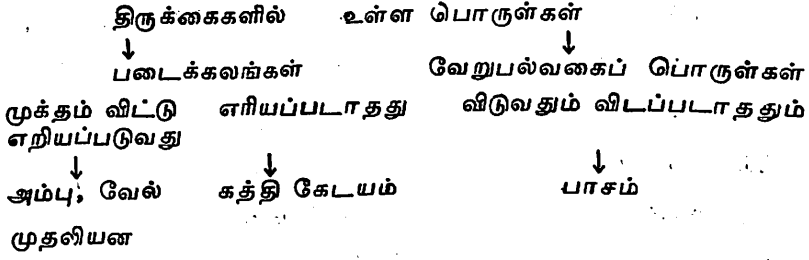 திருக்கைகளில் உள்ள பொருள்கள்
↓ ↓
படைக்கலங்கள் வேறுபல்வகைப் பொருள்கள்
முக்தம் விட்டு எரியப்படாதது விடுவதும் விடப்படாததும்
எறியப்படுவது
↓ ↓ ↓
அம்பு, வேல் கத்தி கேடயம் பாசம்
முதலியன